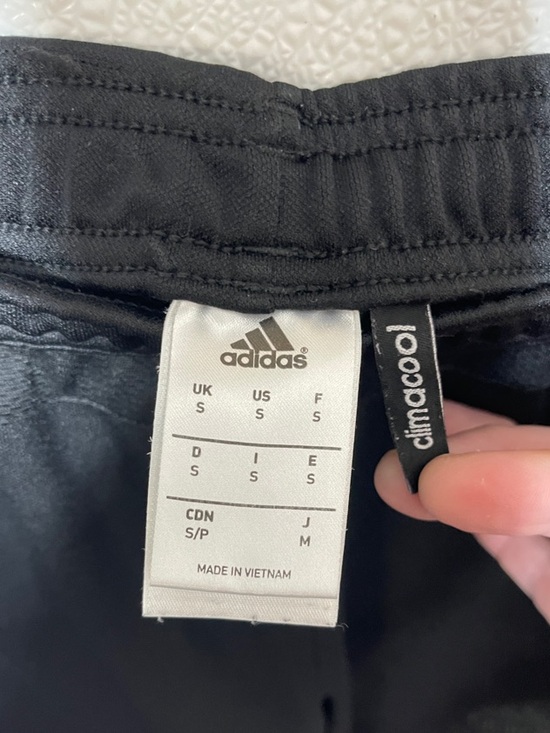 adidas®
UK US F
S S S
D I E
S S S
CDN J
S/P M
MADE IN VIETNAM
climacool